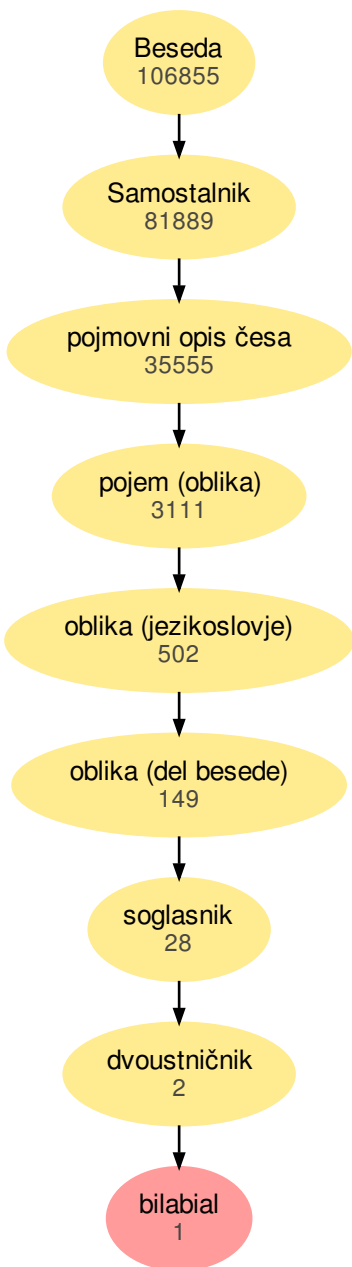 Beseda
106855
Samostalnik
81889
pojmovni opis česa
35555
pojem (oblika)
3111
oblika (jezikoslovje)
502
oblika (del besede)
149
soglasnik
28
dvoustničnik
2
bilabial
1